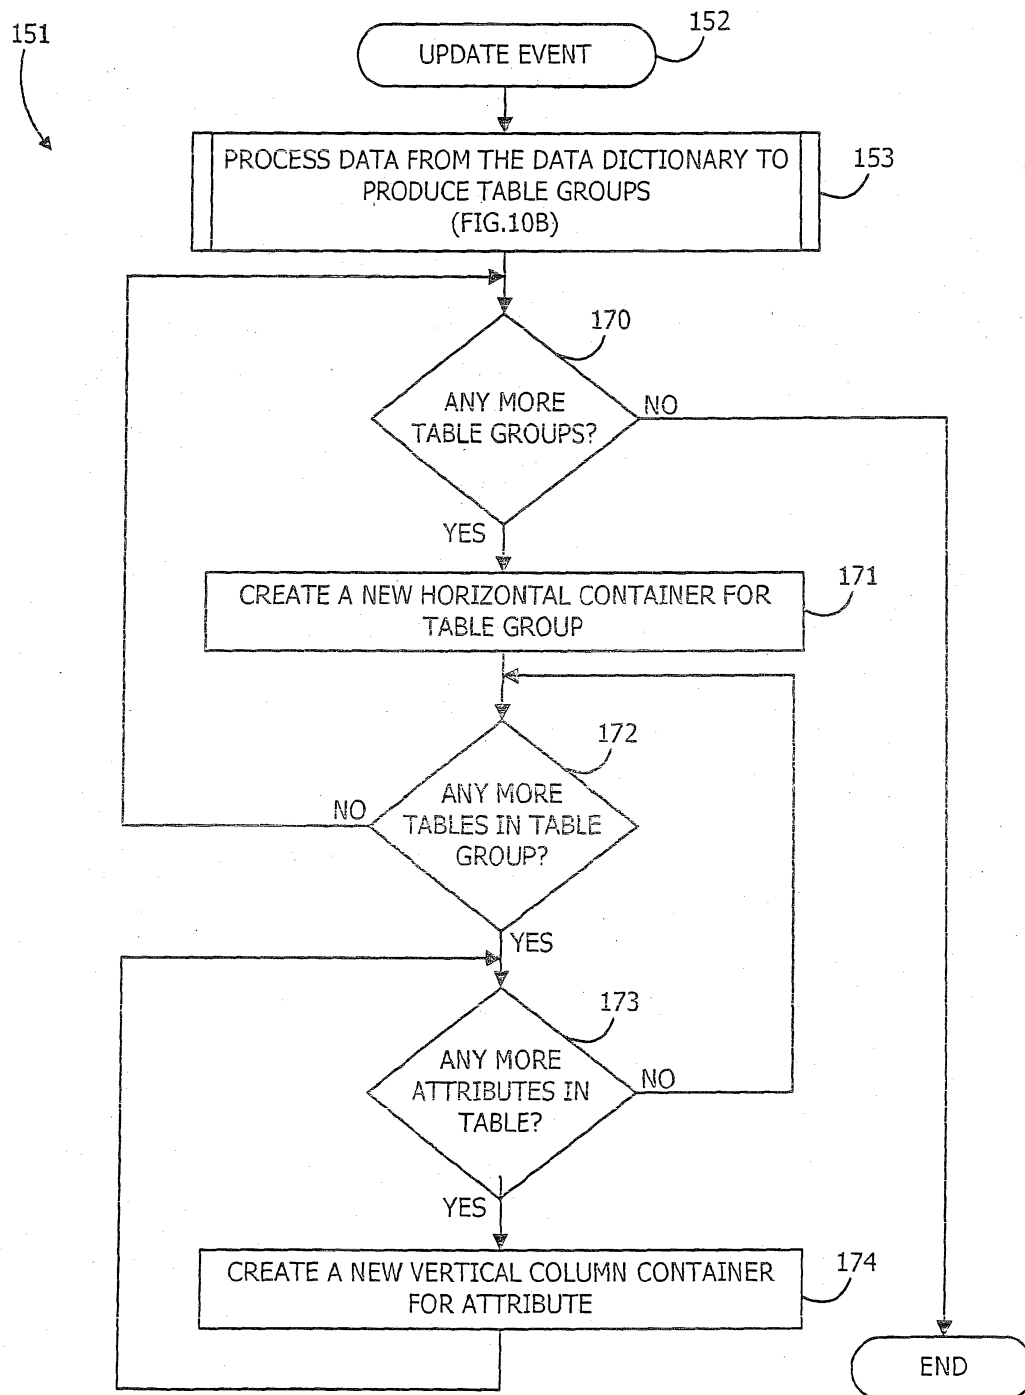 151
UPDATE EVENT
152
PROCESS DATA FROM THE DATA DICTIONARY TO
PRODUCE TABLE GROUPS
(FIG.10B)
153
170
ANY MORE
TABLE GROUPS?
NO
YES
CREATE A NEW HORIZONTAL CONTAINER FOR
TABLE GROUP
171
172
ANY MORE
TABLES IN TABLE
GROUP?
NO
YES
173
ANY MORE
ATTRIBUTES IN
TABLE?
NO
YES
CREATE A NEW VERTICAL COLUMN CONTAINER
FOR ATTRIBUTE
174
END